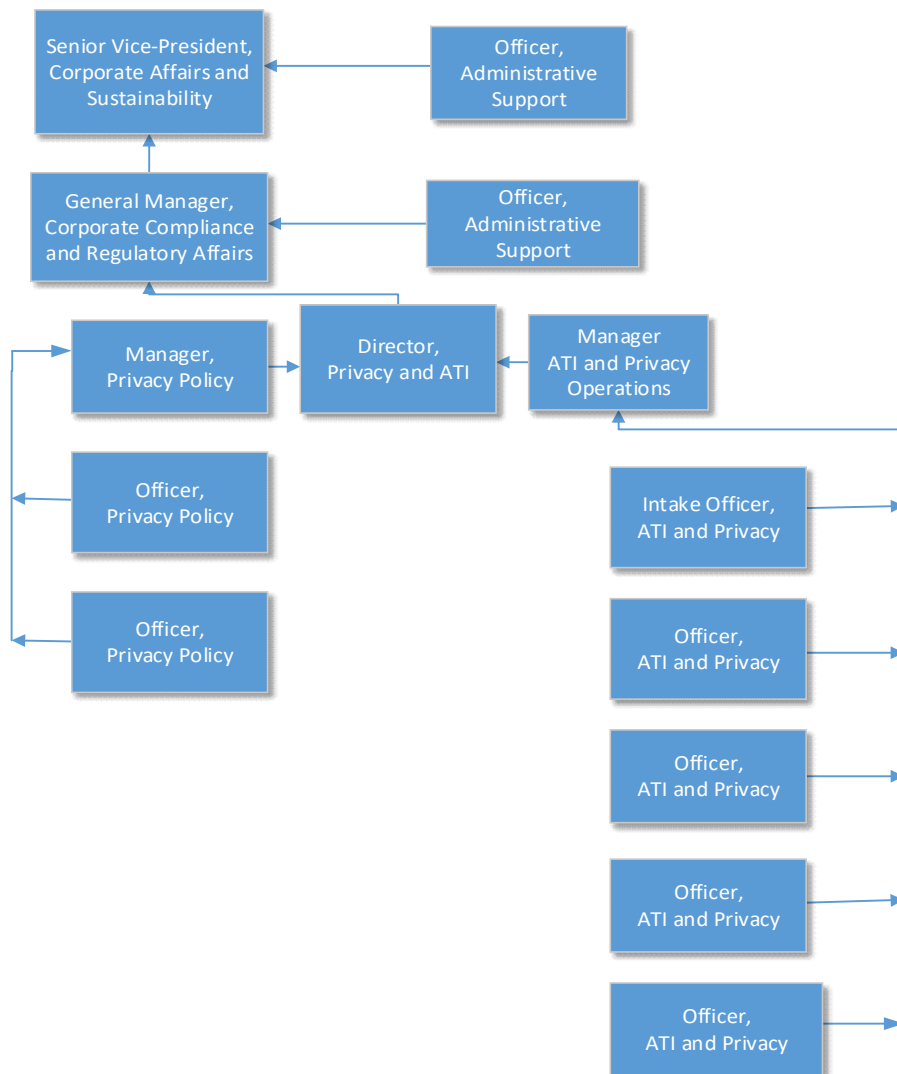 Senior Vice-President,
Corporate Affairs and
Sustainability
Officer,
Administrative
Support
General Manager,
Corporate Compliance
and Regulatory Affairs
Officer,
Administrative
Support
Manager,
Privacy Policy
Director,
Privacy and ATI
Manager
ATI and Privacy
Operations
Officer,
Privacy Policy
Officer,
Privacy Policy
Intake Officer,
ATI and Privacy
Officer,
ATI and Privacy
Officer,
ATI and Privacy
Officer,
ATI and Privacy
Officer,
ATI and Privacy